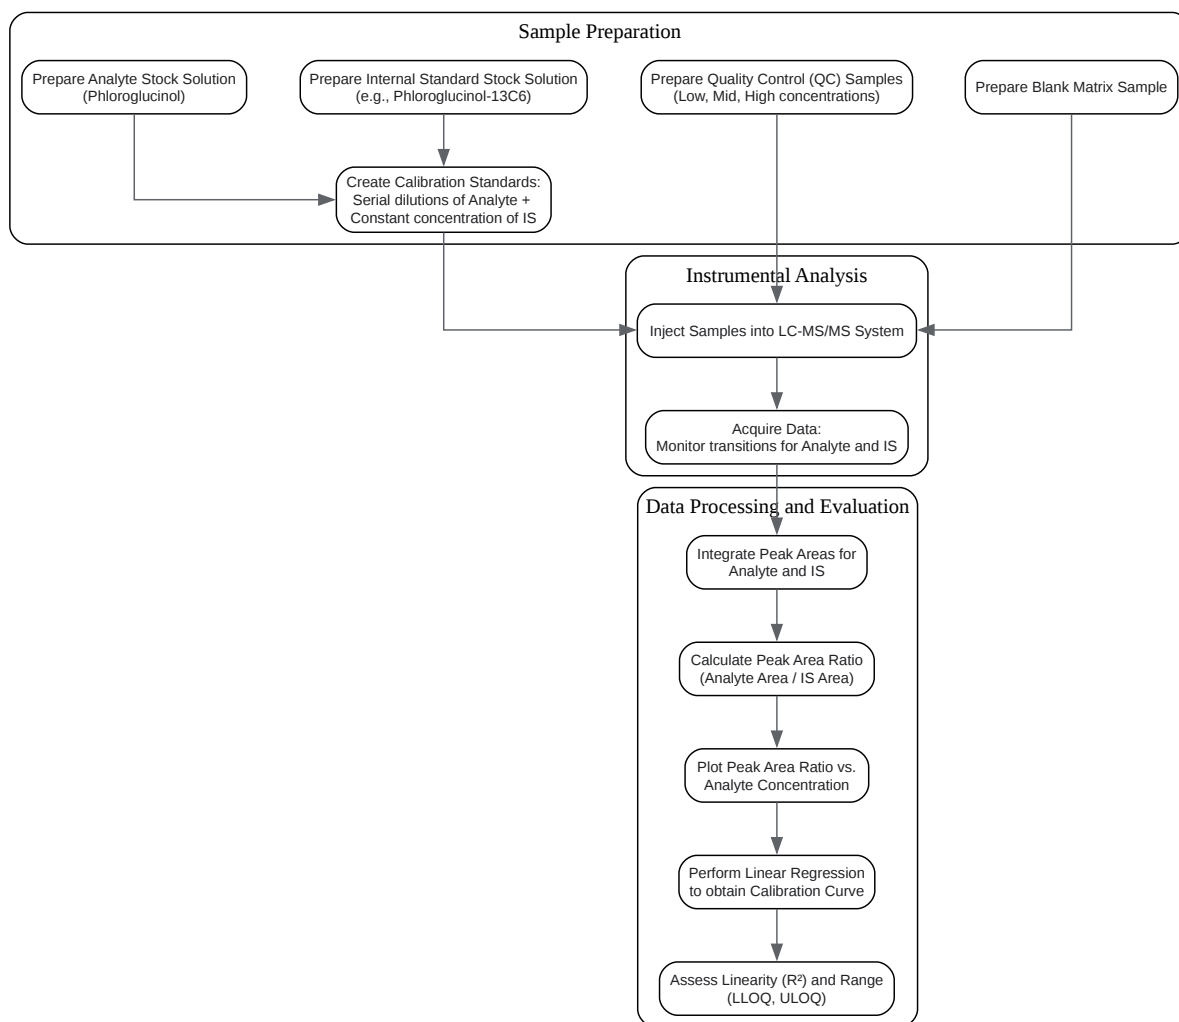 Sample Preparation
Prepare Analyte Stock Solution
(Phloroglucinol)
Prepare Internal Standard Stock Solution
(e.g., Phloroglucinol-13C6)
Prepare Quality Control (QC) Samples
(Low, Mid, High concentrations)
Prepare Blank Matrix Sample
Create Calibration Standards:
Serial dilutions of Analyte +
Constant concentration of IS
Instrumental Analysis
Inject Samples into LC-MS/MS System
Acquire Data:
Monitor transitions for Analyte and IS
Data Processing and Evaluation
Integrate Peak Areas for
Analyte and IS
Calculate Peak Area Ratio
(Analyte Area / IS Area)
Plot Peak Area Ratio vs.
Analyte Concentration
Perform Linear Regression
to obtain Calibration Curve
Assess Linearity (R²) and Range
(LLOQ, ULOQ)